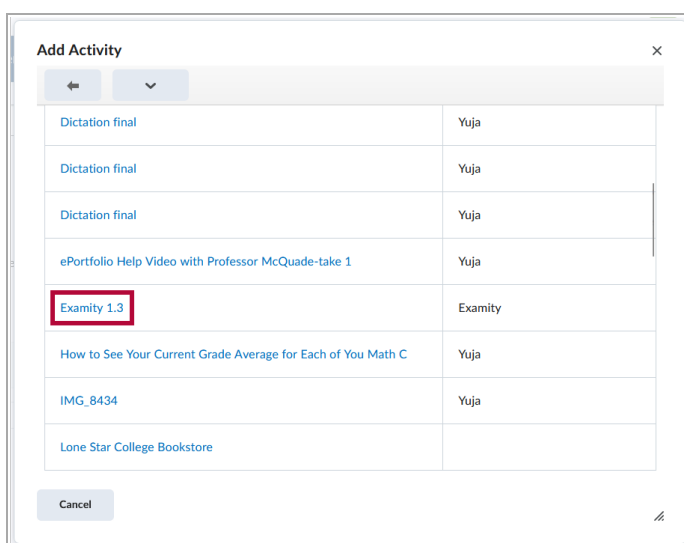 Add Activity
Dictation final Yuja
Dictation final Yuja
Dictation final Yuja
ePortfolio Help Video with Professor McQuade-take 1 Yuja
Examity 1.3 Examity
How to See Your Current Grade Average for Each of You Math C Yuja
IMG_8434 Yuja
Lone Star College Bookstore
Cancel